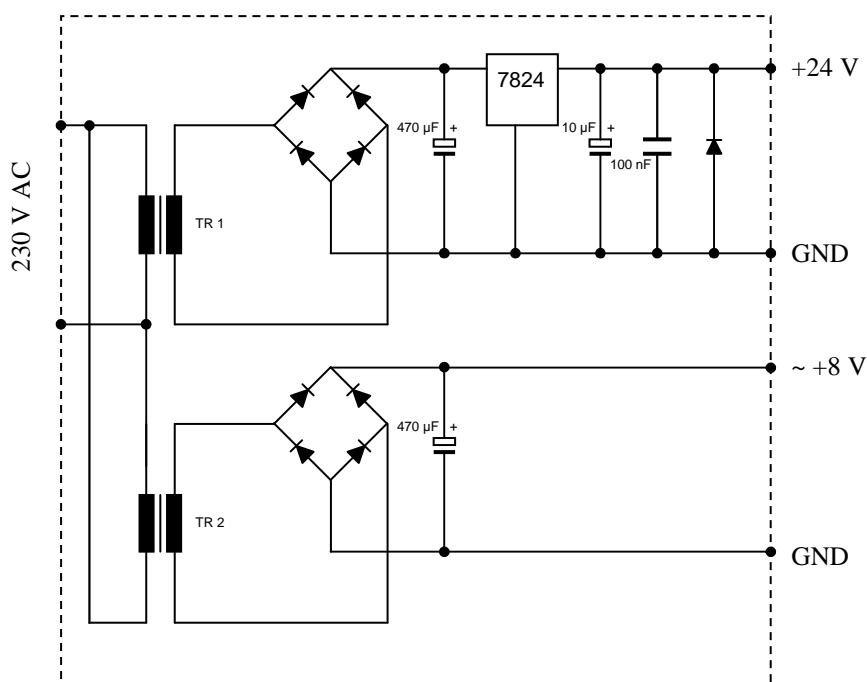 +24 V
7824
470 µF +
10 µF +
100 nF
230 V AC
TR 1
GND
~ +8 V
470 µF +
TR 2
GND